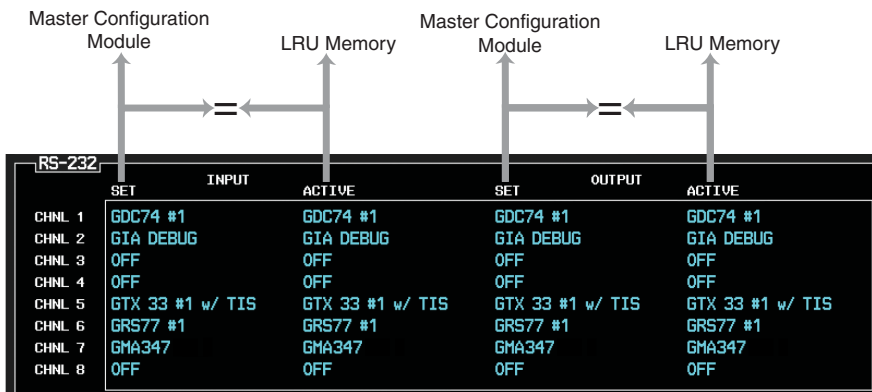 Master Configuration Module
LRU Memory
Master Configuration Module
LRU Memory
=
=
RS-232
INPUT
OUTPUT
SET ACTIVE SET ACTIVE
CHNL 1 GDC74 #1 GDC74 #1 GDC74 #1 GDC74 #1
CHNL 2 GIA DEBUG GIA DEBUG GIA DEBUG GIA DEBUG
CHNL 3 OFF OFF OFF OFF
CHNL 4 OFF OFF OFF OFF
CHNL 5 GTX 33 #1 w/ TIS GTX 33 #1 w/ TIS GTX 33 #1 w/ TIS GTX 33 #1 w/ TIS
CHNL 6 GRS77 #1 GRS77 #1 GRS77 #1 GRS77 #1
CHNL 7 GMA347 GMA347 GMA347 GMA347
CHNL 8 OFF OFF OFF OFF